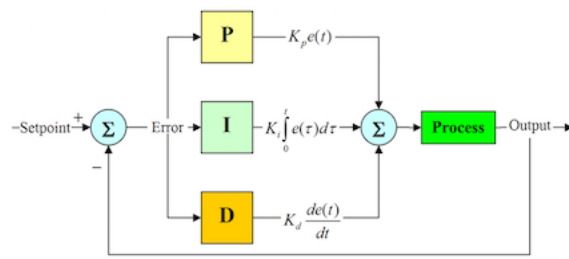 P
K_p e(t)
Setpoint
+
Σ
−
Error
I
K_i ∫_0^t e(τ)dτ
Σ
Process
Output
D
K_d de(t)/dt